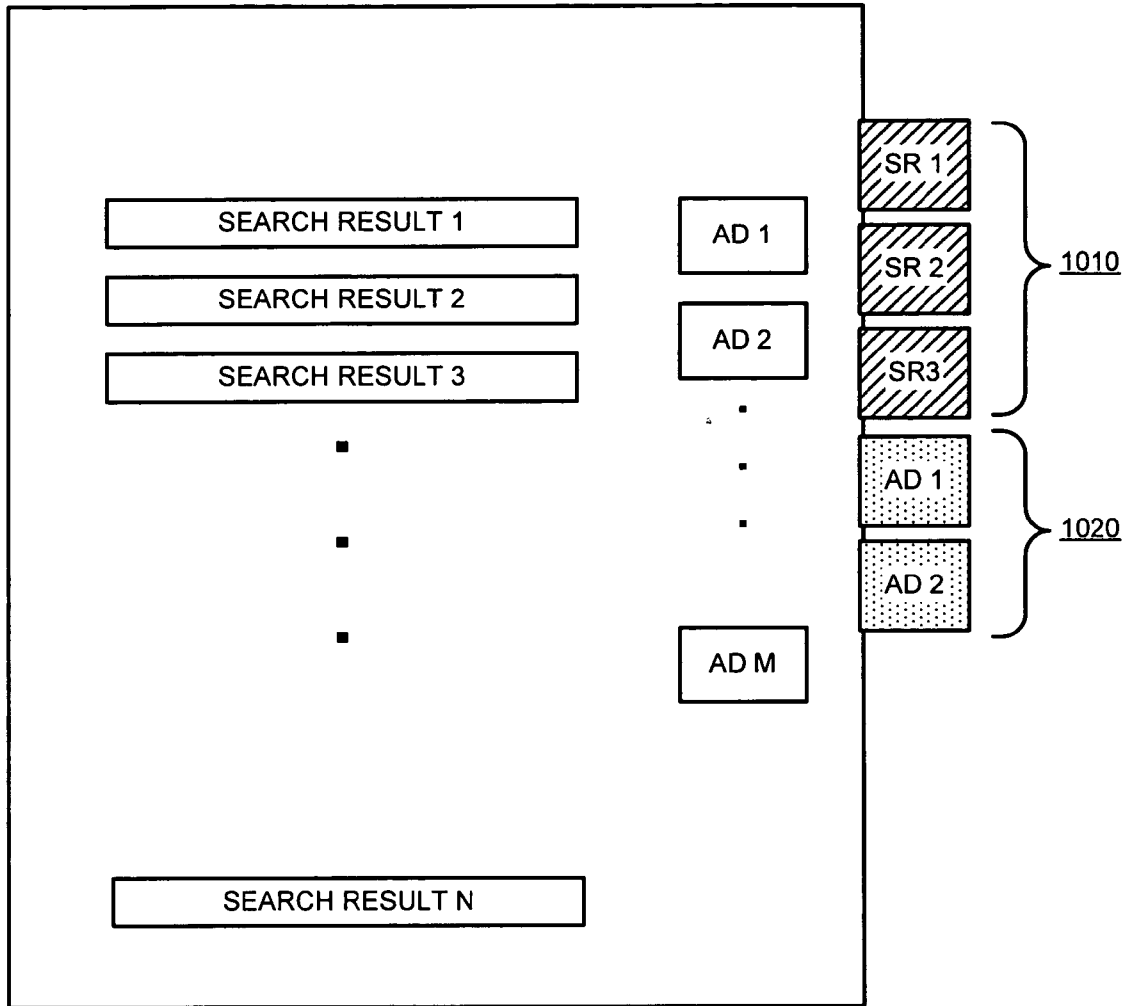 SEARCH RESULT 1
SEARCH RESULT 2
SEARCH RESULT 3
SEARCH RESULT N
AD 1
AD 2
AD M
SR 1
SR 2
SR3
AD 1
AD 2
1010
1020